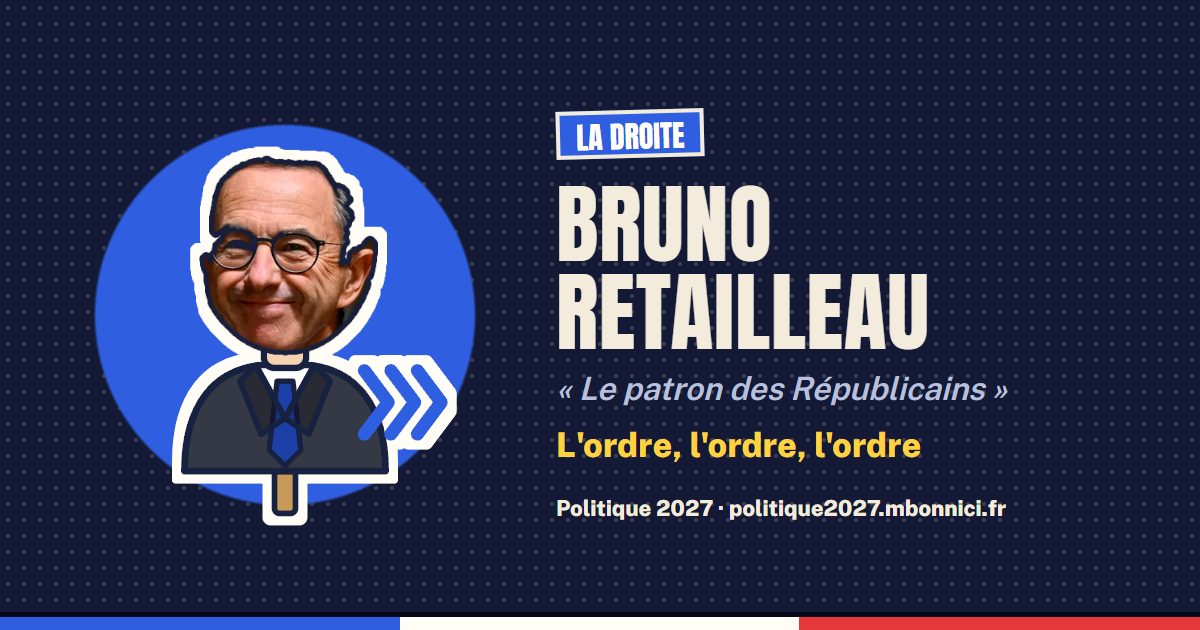 LA DROITE
BRUNO
RETAILLEAU
« Le patron des Républicains »
L'ordre, l'ordre, l'ordre
Politique 2027 · politique2027.mbonnici.fr